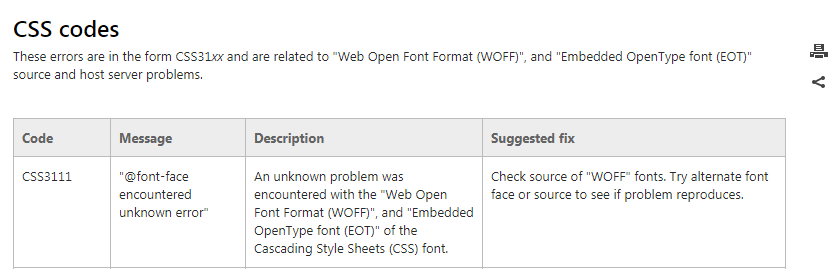 CSS codes
These errors are in the form CSS31xx and are related to "Web Open Font Format (WOFF)", and "Embedded OpenType font (EOT)"
source and host server problems.
Code Message Description Suggested fix
CSS3111 "@font-face An unknown problem was Check source of "WOFF" fonts. Try alternate font
encountered encountered with the "Web Open face or source to see if problem reproduces.
unknown error" Font Format (WOFF)", and "Embedded
OpenType font (EOT)" of the
Cascading Style Sheets (CSS) font.